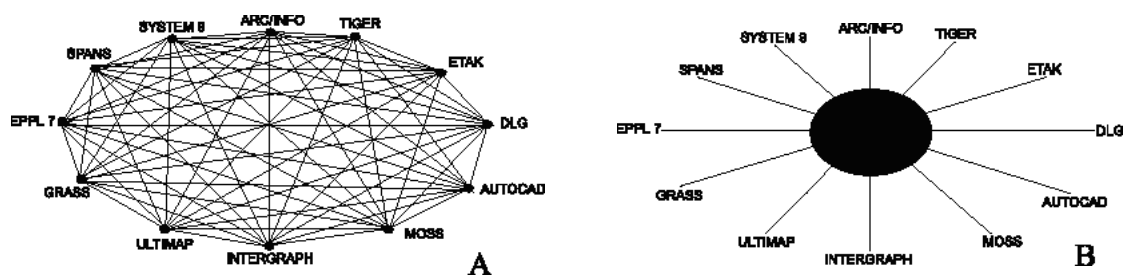 ARC/INFO
SYSTEM 9
TIGER
SPANS
ETAK
EPPL 7
DLG
GRASS
AUTOCAD
ULTIMAP
MOSS
INTERGRAPH
A
ARC/INFO
SYSTEM 9
TIGER
SPANS
ETAK
EPPL 7
DLG
GRASS
AUTOCAD
ULTIMAP
MOSS
INTERGRAPH
B